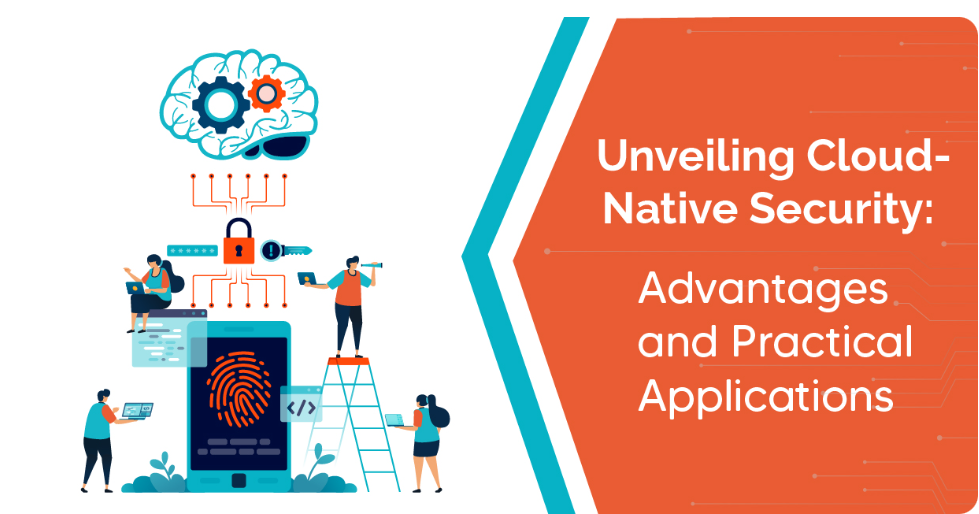 Unveiling Cloud-
Native Security:
Advantages
and Practical
Applications
</>